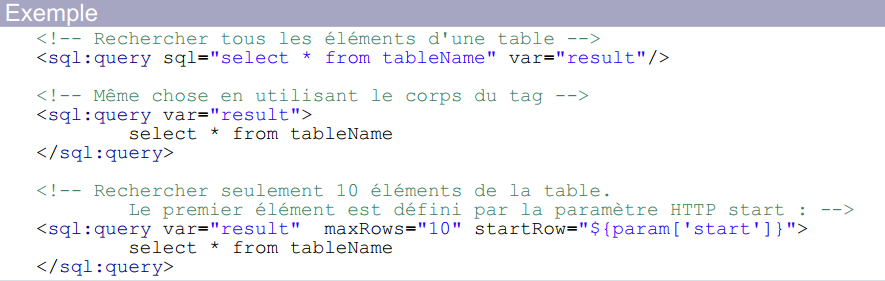 Exemple
<!-- Rechercher tous les éléments d'une table -->
<sql:query sql="select * from tableName" var="result"/>
<!-- Même chose en utilisant le corps du tag -->
<sql:query var="result">
select * from tableName
</sql:query>
<!-- Rechercher seulement 10 éléments de la table.
Le premier élément est défini par la paramètre HTTP start : -->
<sql:query var="result" maxRows="10" startRow="${param['start']}">
select * from tableName
</sql:query>